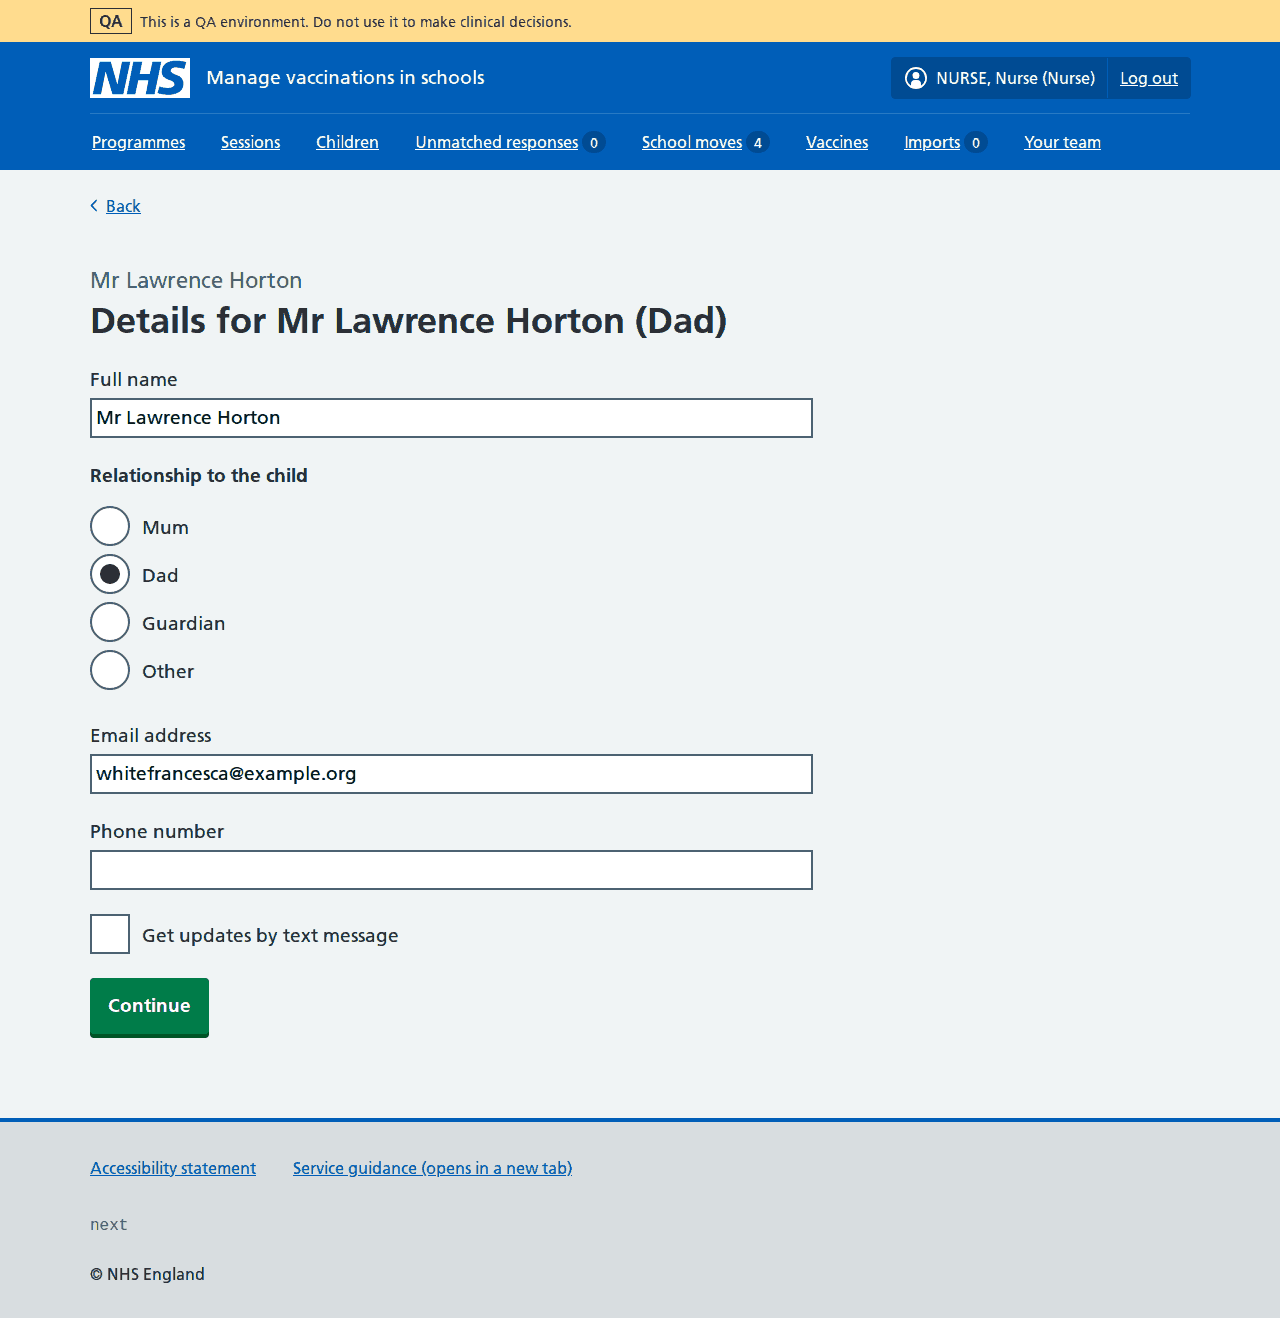 QA This is a QA environment. Do not use it to make clinical decisions.
NHS Manage vaccinations in schools NURSE, Nurse (Nurse) Log out
Programmes Sessions Children Unmatched responses 0 School moves 4 Vaccines Imports 0 Your team
Back
Mr Lawrence Horton
Details for Mr Lawrence Horton (Dad)
Full name
Mr Lawrence Horton
Relationship to the child
Mum
Dad
Guardian
Other
Email address
whitefrancesca@example.org
Phone number
Get updates by text message
Continue
Accessibility statement Service guidance (opens in a new tab)
next
© NHS England